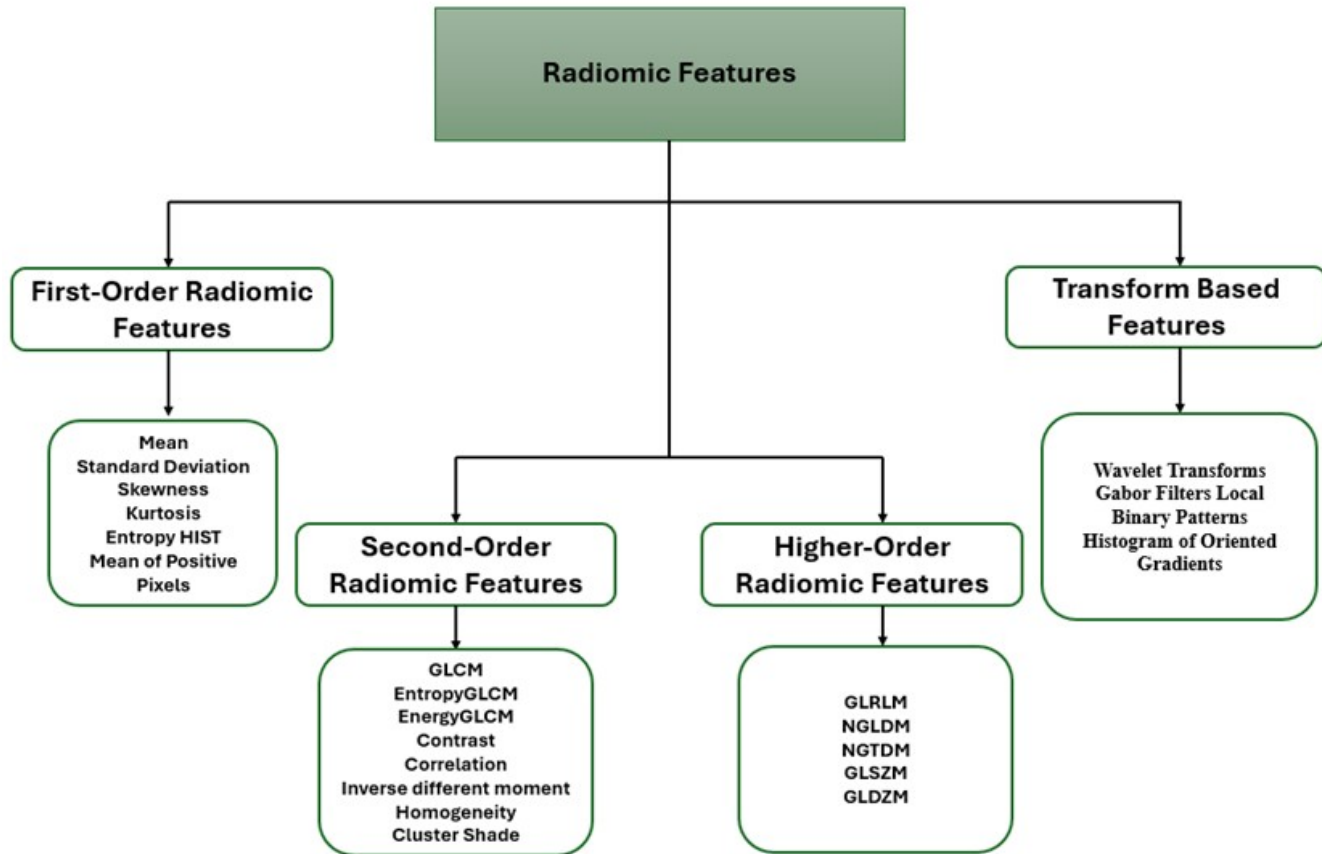 Radiomic Features
First-Order Radiomic
Features
Transform Based
Features
Mean
Standard Deviation
Skewness
Kurtosis
Entropy HIST
Mean of Positive
Pixels
Wavelet Transforms
Gabor Filters Local
Binary Patterns
Histogram of Oriented
Gradients
Second-Order
Radiomic Features
Higher-Order
Radiomic Features
GLCM
EntropyGLCM
EnergyGLCM
Contrast
Correlation
Inverse different moment
Homogeneity
Cluster Shade
GLRLM
NGLDM
NGTDM
GLSZM
GLDZM